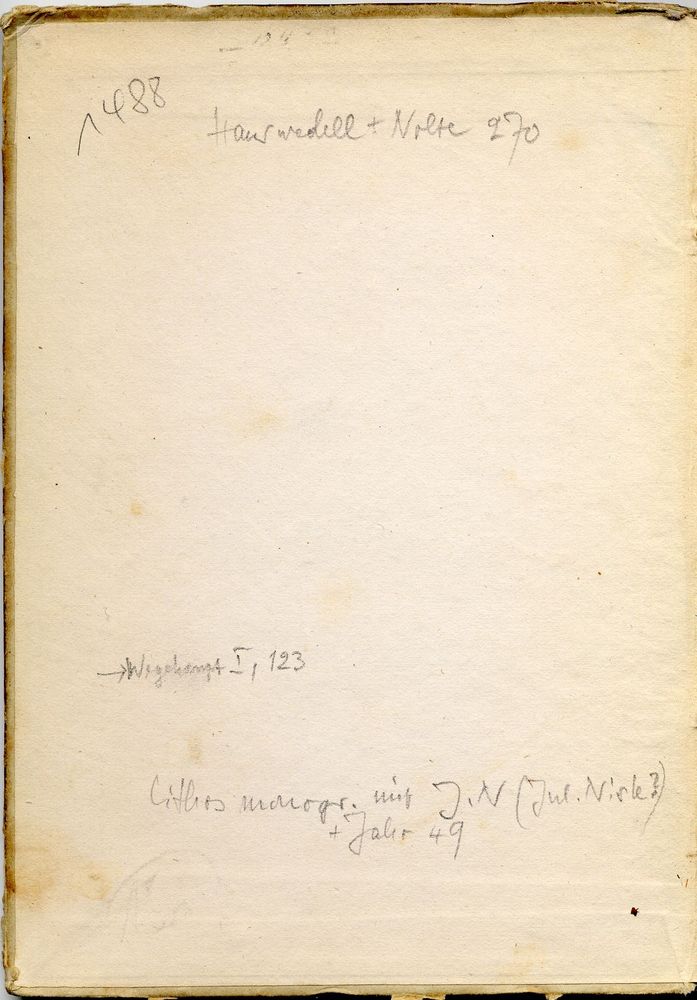 1488
Hauswedell + Nolte 270
→ Wegehaupt I, 123
Lithos monogr. mit J. N (Jul. Nisle?)
+ Jahr 49